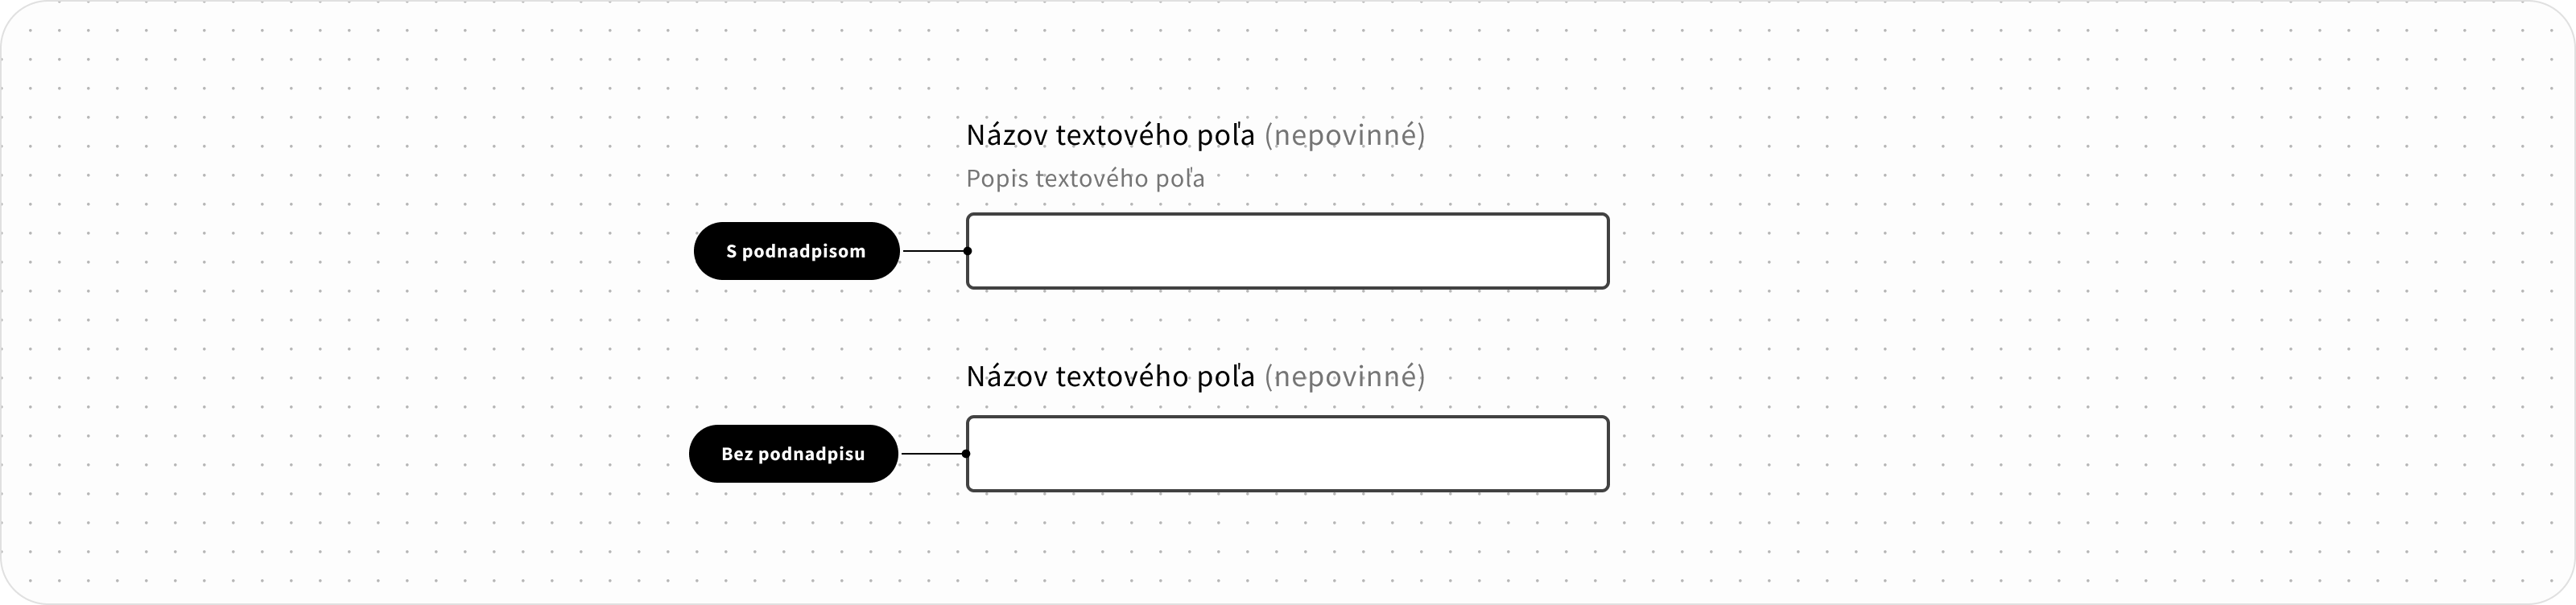 Názov textového poľa (nepovinné)
Popis textového poľa
S podnadpisom
Názov textového poľa (nepovinné)
Bez podnadpisu